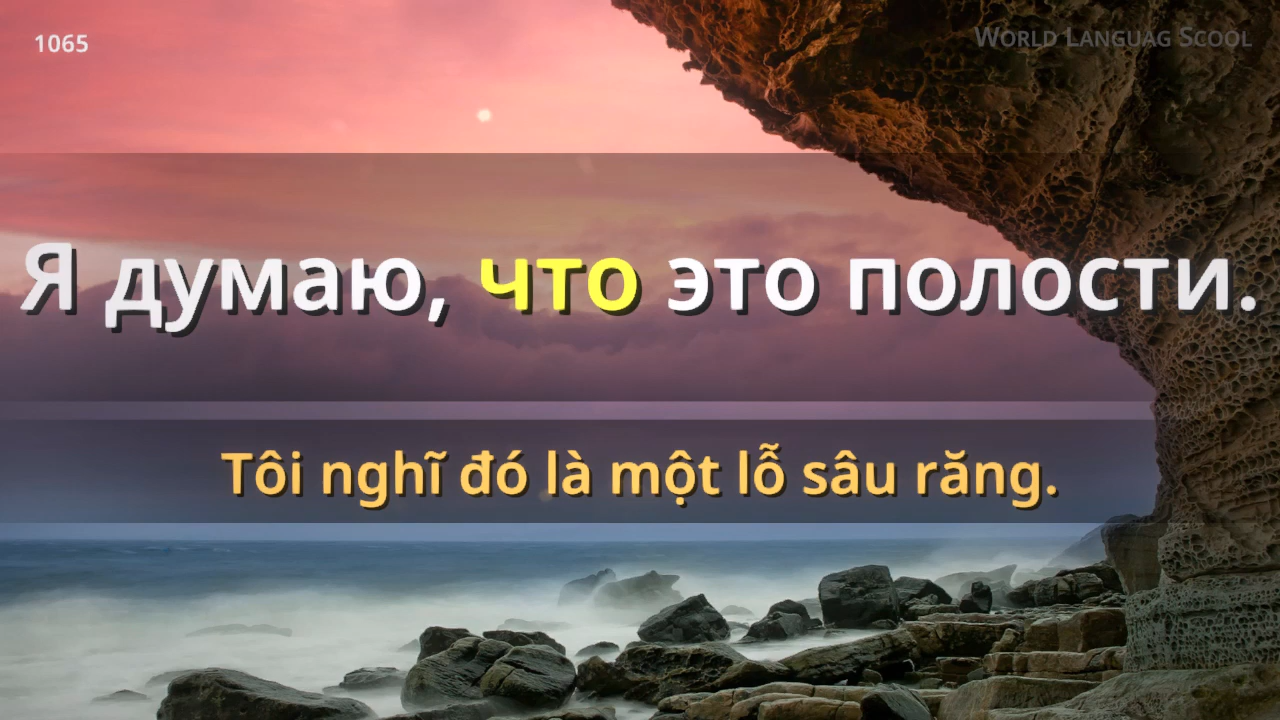 1065
World Languag Scool
Я думаю, что это полости.
Tôi nghĩ đó là một lỗ sâu răng.